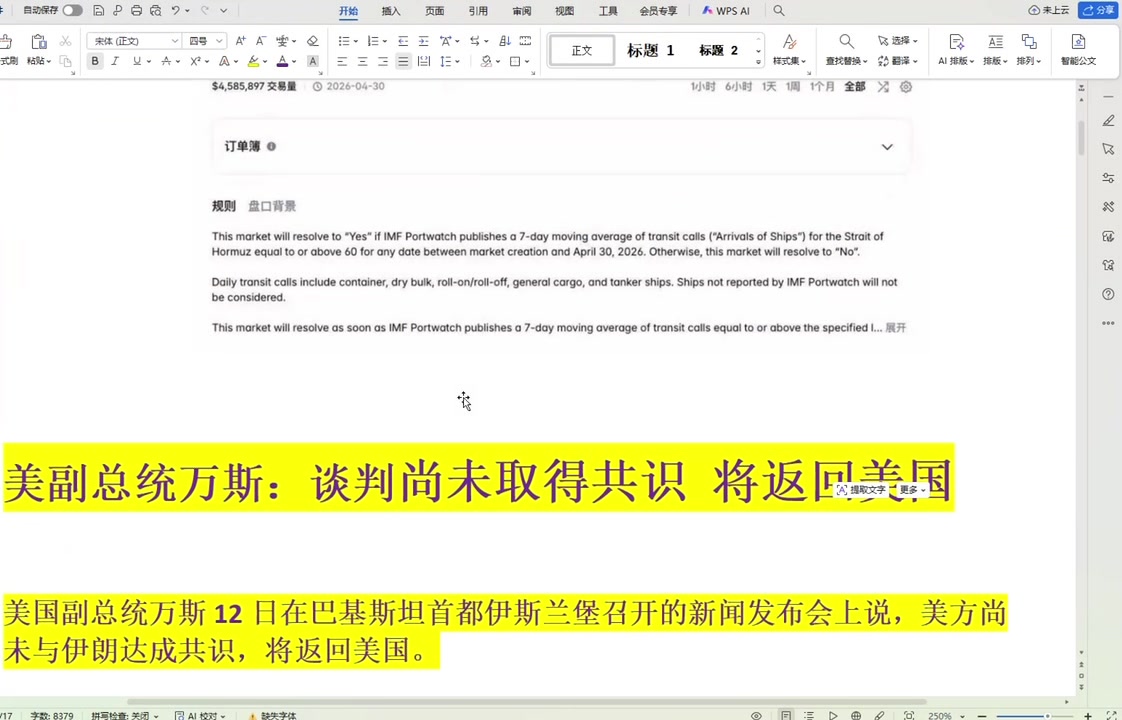 自动保存
开始 插入 页面 引用 审阅 视图 工具 会员专享 WPS AI
未上云 分享
式刷 粘贴 宋体 (正文) 四号
B I U A X² A A A
正文 标题 1 标题 2 样式集 查找替换 选择 翻译 AI 排版 排版 排列 智能公文
$4,585,897 交易量 2026-04-30 1小时 6小时 1天 1周 1个月 全部
订单簿
规则 盘口背景
This market will resolve to “Yes” if IMF Portwatch publishes a 7-day moving average of transit calls (“Arrivals of Ships”) for the Strait of
Hormuz equal to or above 60 for any date between market creation and April 30, 2026. Otherwise, this market will resolve to “No”.
Daily transit calls include container, dry bulk, roll-on/roll-off, general cargo, and tanker ships. Ships not reported by IMF Portwatch will not
be considered.
This market will resolve as soon as IMF Portwatch publishes a 7-day moving average of transit calls equal to or above the specified l... 展开
美副总统万斯：谈判尚未取得共识 将返回美国
提取文字 更多
美国副总统万斯 12 日在巴基斯坦首都伊斯兰堡召开的新闻发布会上说，美方尚
未与伊朗达成共识，将返回美国。
/17 字数: 8379 拼写检查: 关闭 AI 校对 缺失字体 250%